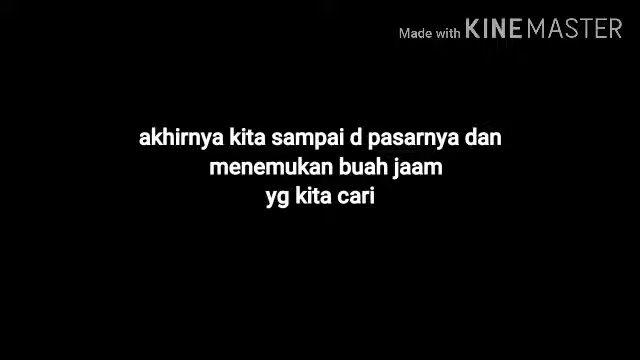 Made with KINEMASTER
akhirnya kita sampai d pasarnya dan
menemukan buah jaam
yg kita cari